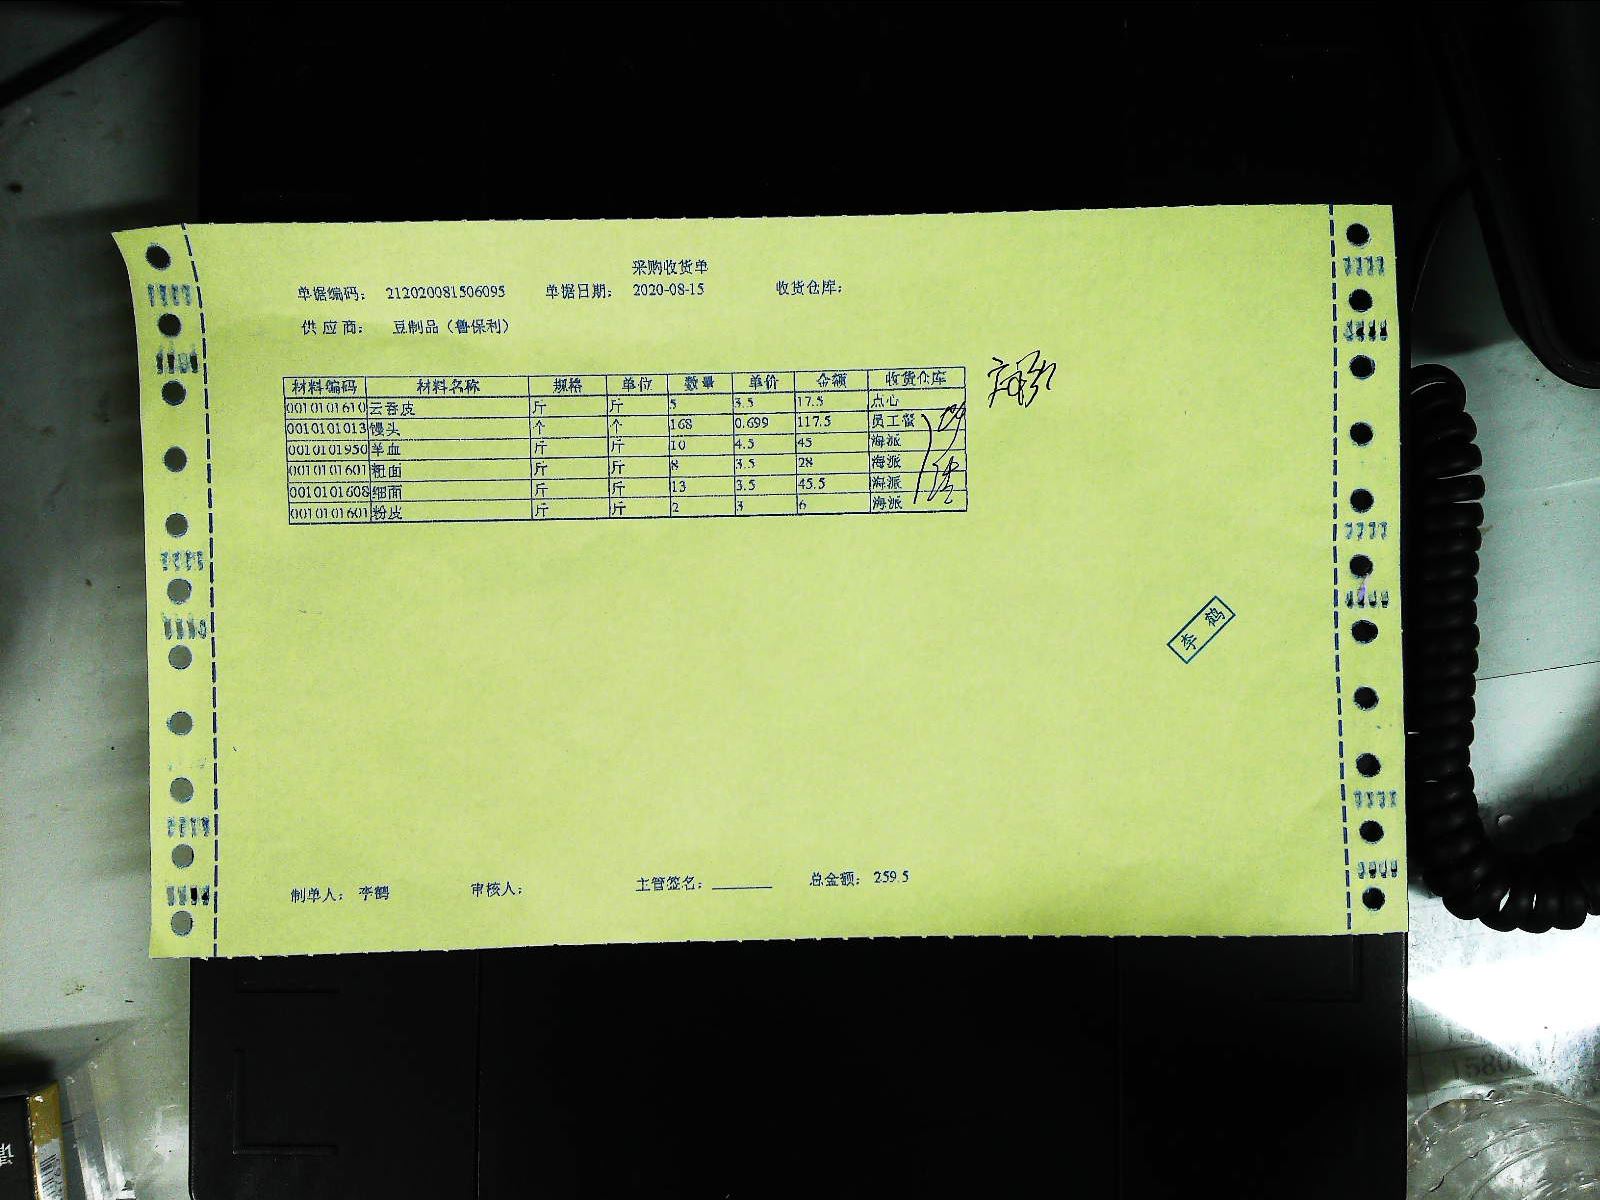 采购收货单
单据编码： 212020081506095 单据日期： 2020-08-15 收货仓库：
供应商： 豆制品（鲁保利）
材料编码 材料名称 规格 单位 数量 单价 金额 收货仓库
0010101610 云吞皮 斤 斤 5 3.5 17.5 点心
0010101013 馒头 个 个 168 0.699 117.5 员工餐
0010101950 羊血 斤 斤 10 4.5 45 海派
0010101601 粗面 斤 斤 8 3.5 28 海派
0010101608 细面 斤 斤 13 3.5 45.5 海派
0010101601 粉皮 斤 斤 2 3 6 海派
李鹤
制单人： 李鹤 审核人： 主管签名： 总金额： 259.5